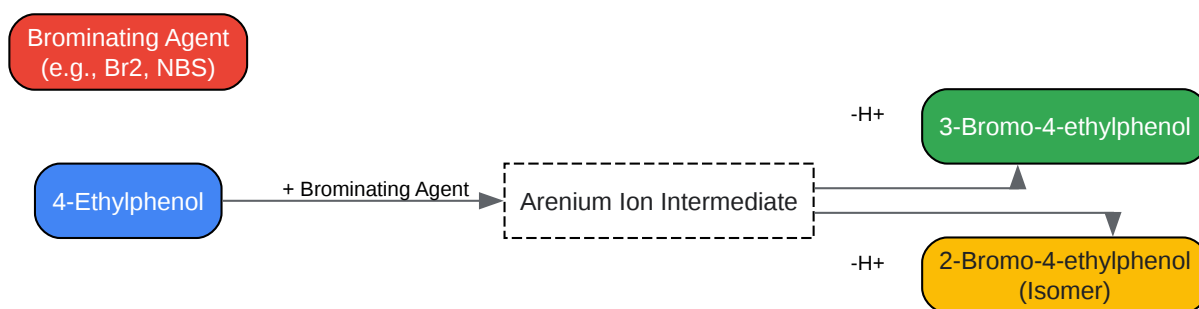 Brominating Agent
(e.g., Br2, NBS)
-H+
3-Bromo-4-ethylphenol
4-Ethylphenol
+ Brominating Agent
Arenium Ion Intermediate
-H+
2-Bromo-4-ethylphenol
(Isomer)